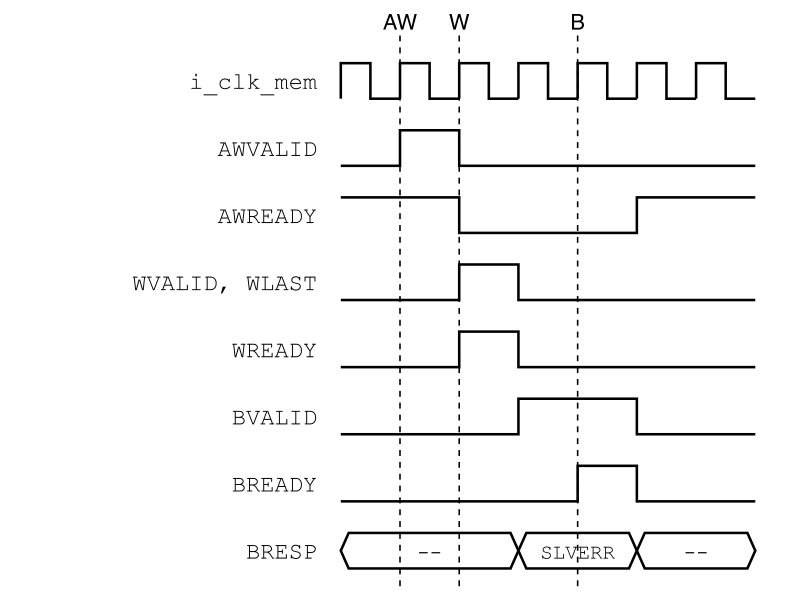 AW W B
i_clk_mem
AWVALID
AWREADY
WVALID, WLAST
WREADY
BVALID
BREADY
BRESP -- SLVERR --